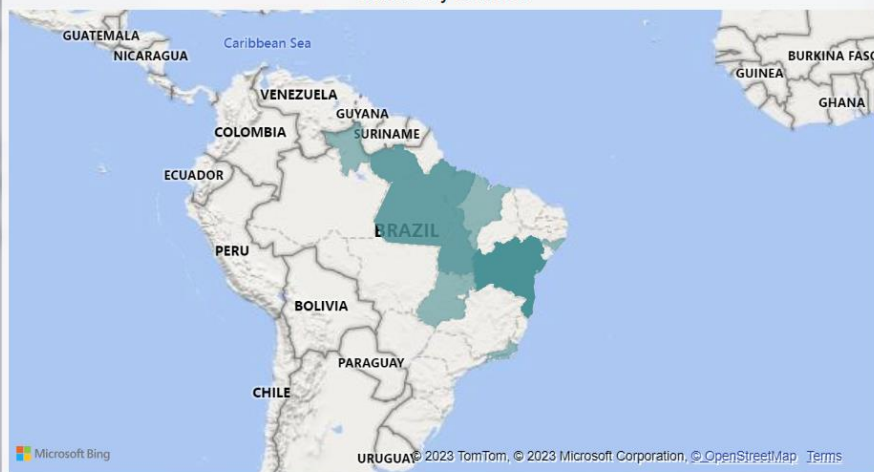 GUATEMALA
NICARAGUA
Caribbean Sea
VENEZUELA
GUYANA
SURINAME
COLOMBIA
ECUADOR
BRAZIL
PERU
BOLIVIA
PARAGUAY
CHILE
URUGUAY
GUINEA
BURKINA FASO
GHANA
Microsoft Bing
© 2023 TomTom, © 2023 Microsoft Corporation, © OpenStreetMap Terms